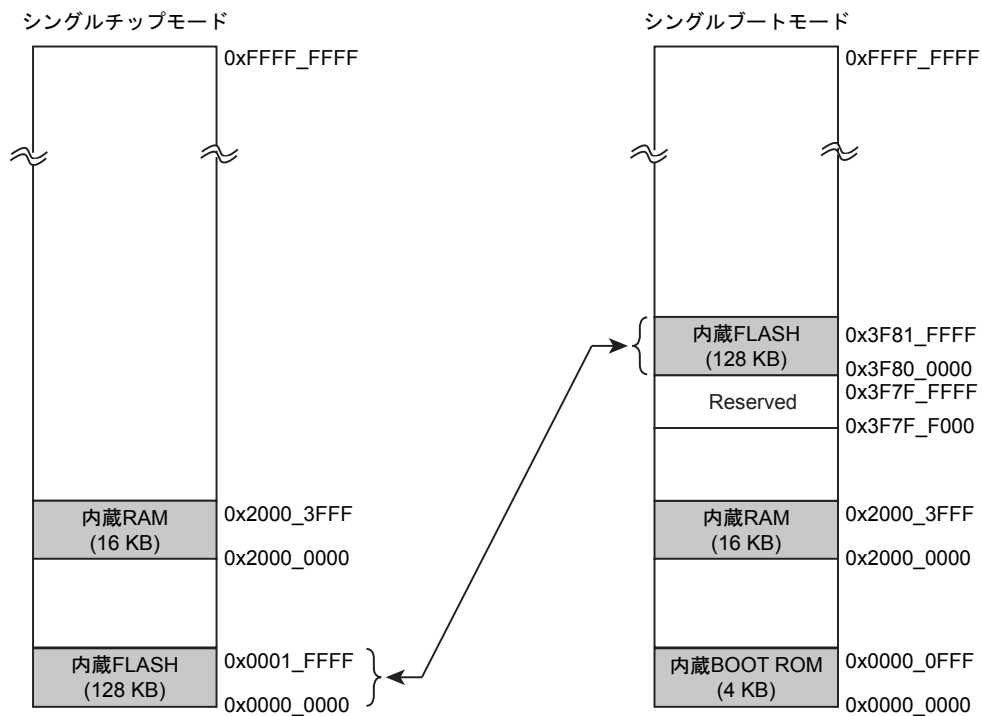 シングルチップモード
0xFFFF_FFFF
内蔵RAM
(16 KB)
0x2000_3FFF
0x2000_0000
内蔵FLASH
(128 KB)
0x0001_FFFF
0x0000_0000
シングルブートモード
0xFFFF_FFFF
内蔵FLASH
(128 KB)
0x3F81_FFFF
0x3F80_0000
Reserved
0x3F7F_FFFF
0x3F7F_F000
内蔵RAM
(16 KB)
0x2000_3FFF
0x2000_0000
内蔵BOOT ROM
(4 KB)
0x0000_0FFF
0x0000_0000